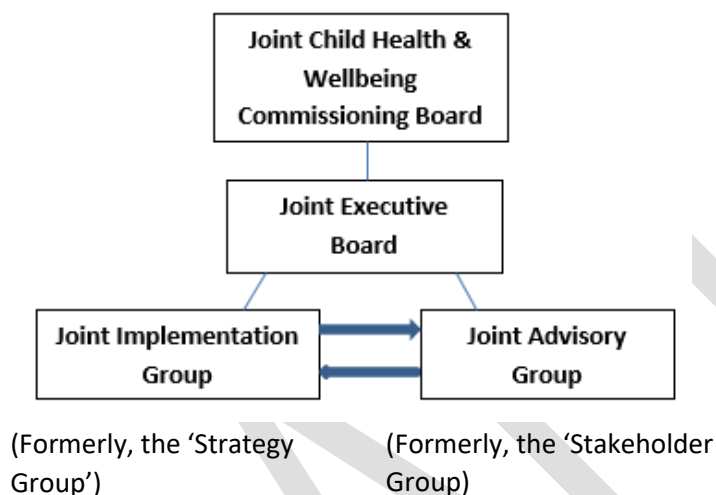 Joint Child Health &
Wellbeing
Commissioning Board
Joint Executive
Board
Joint Implementation
Group
Joint Advisory
Group
(Formerly, the ‘Strategy
Group’)
(Formerly, the ‘Stakeholder
Group)